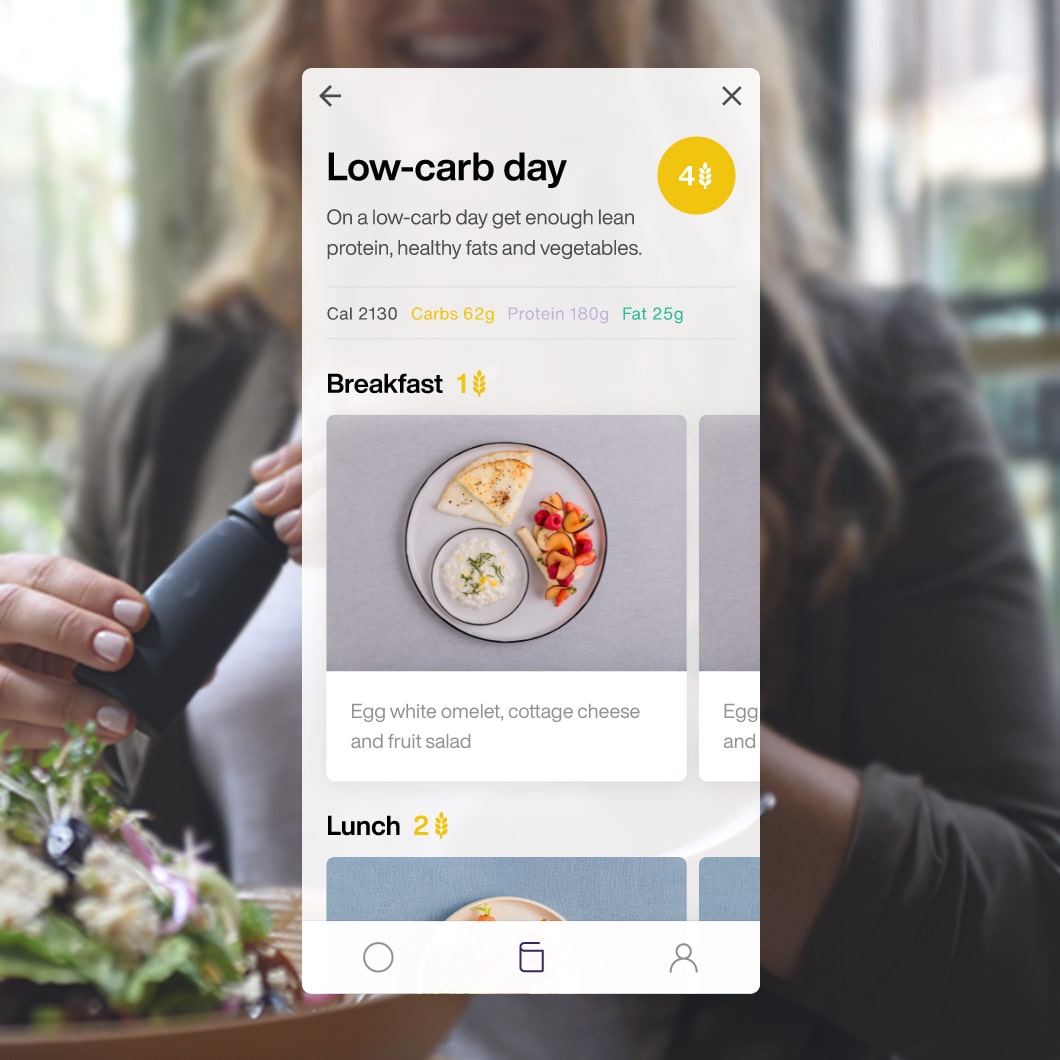 Low-carb day
4
On a low-carb day get enough lean
protein, healthy fats and vegetables.
Cal 2130 Carbs 62g Protein 180g Fat 25g
Breakfast 1
Egg white omelet, cottage cheese
and fruit salad
Egg
and
Lunch 2